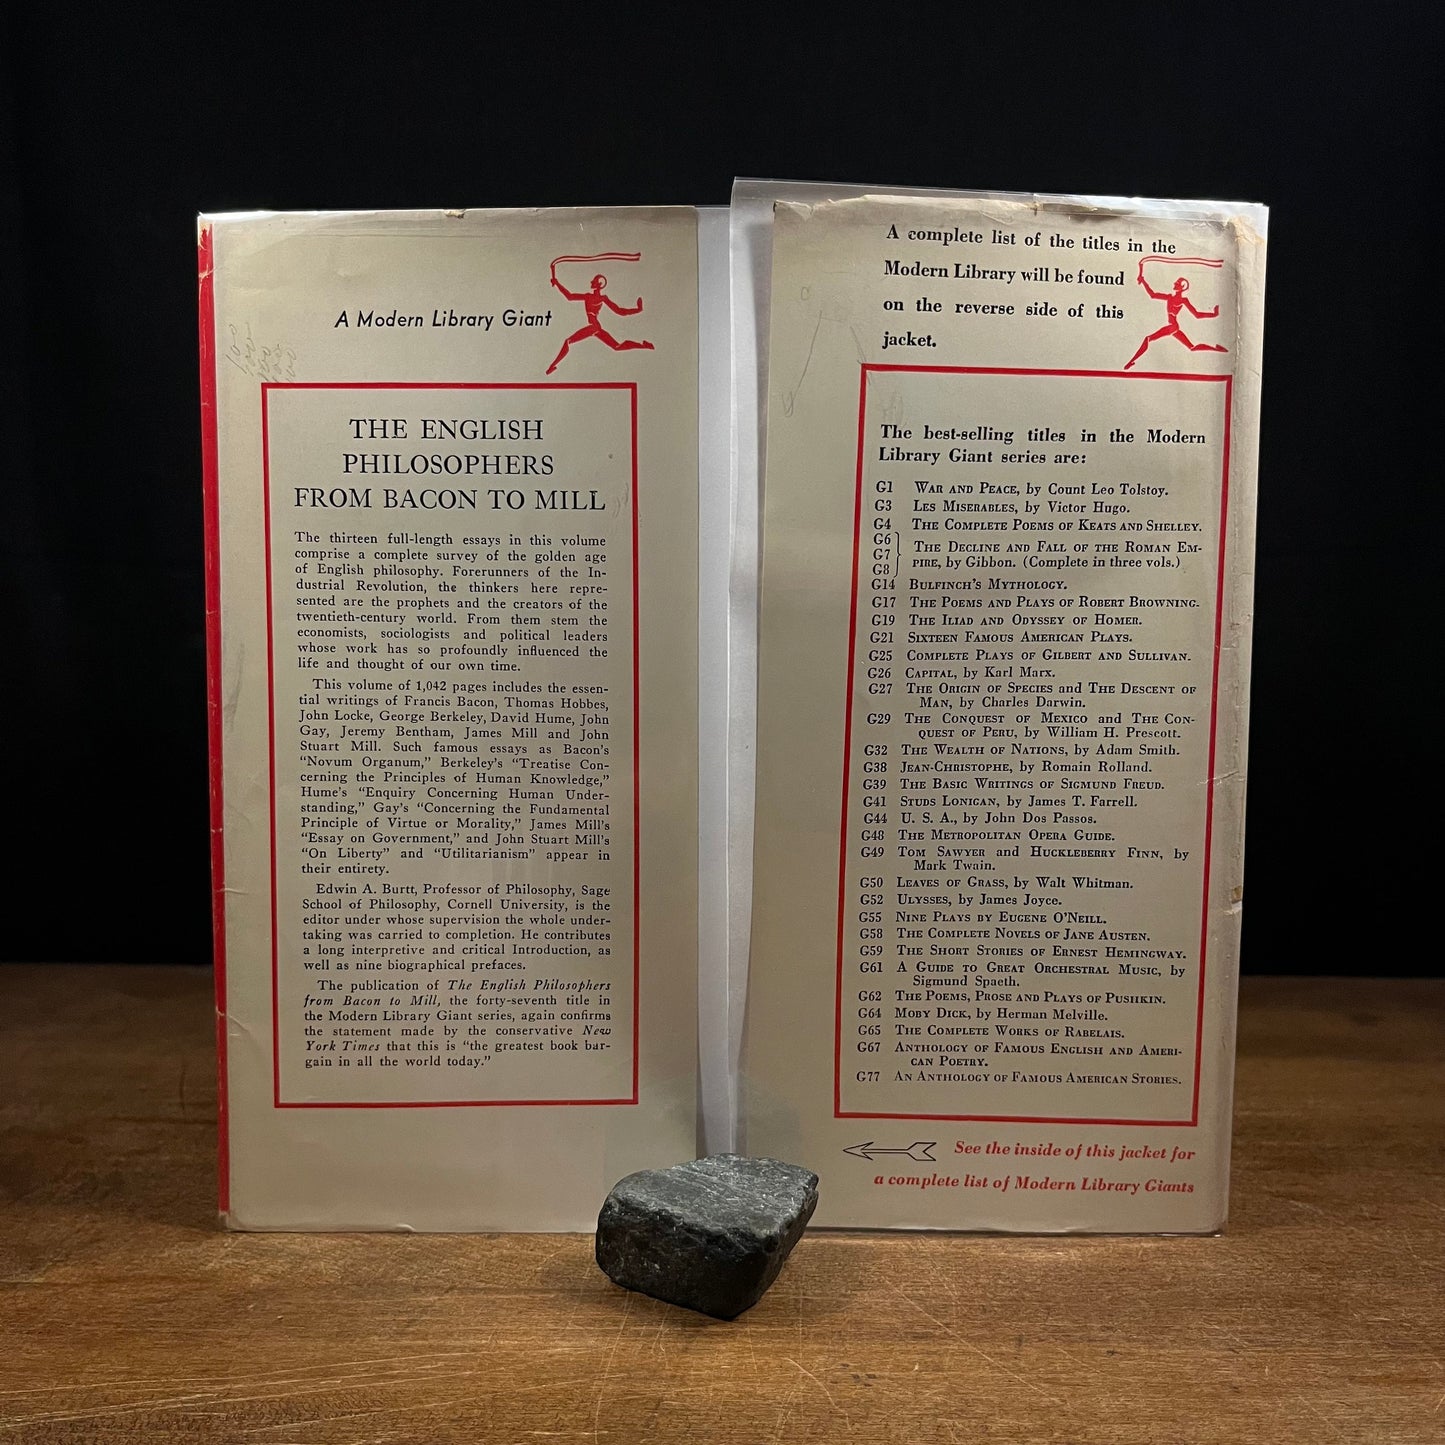 A Modern Library Giant
THE ENGLISH
PHILOSOPHERS
FROM BACON TO MILL
The thirteen full-length essays in this volume
comprise a complete survey of the golden age
of English philosophy. Forerunners of the In-
dustrial Revolution, the thinkers here repre-
sented are the prophets and the creators of the
twentieth-century world. From them stem the
economists, sociologists and political leaders
whose work has so profoundly influenced the
life and thought of our own time.
This volume of 1,042 pages includes the essen-
tial writings of Francis Bacon, Thomas Hobbes,
John Locke, George Berkeley, David Hume, John
Gay, Jeremy Bentham, James Mill and John
Stuart Mill. Such famous essays as Bacon's
"Novum Organum," Berkeley's "Treatise Con-
cerning the Principles of Human Knowledge,"
Hume's "Enquiry Concerning Human Under-
standing," Gay's "Concerning the Fundamental
Principle of Virtue or Morality," James Mill's
"Essay on Government," and John Stuart Mill's
"On Liberty" and "Utilitarianism" appear in
their entirety.
Edwin A. Burtt, Professor of Philosophy, Sage
School of Philosophy, Cornell University, is the
editor under whose supervision the whole under-
taking was carried to completion. He contributes
a long interpretive and critical Introduction, as
well as nine biographical prefaces.
The publication of The English Philosophers
from Bacon to Mill, the forty-seventh title in
the Modern Library Giant series, again confirms
the statement made by the conservative New
York Times that this is "the greatest book bar-
gain in all the world today."
A complete list of the titles in the
Modern Library will be found
on the reverse side of this
jacket.
The best-selling titles in the Modern
Library Giant series are:
G1 WAR AND PEACE, by Count Leo Tolstoy.
G3 LES MISERABLES, by Victor Hugo.
G4 THE COMPLETE POEMS OF KEATS AND SHELLEY.
G6
G7 THE DECLINE AND FALL OF THE ROMAN EM-
G8 PIRE, by Gibbon. (Complete in three vols.)
G14 BULFINCH'S MYTHOLOGY.
G17 THE POEMS AND PLAYS OF ROBERT BROWNING.
G19 THE ILIAD AND ODYSSEY OF HOMER.
G21 SIXTEEN FAMOUS AMERICAN PLAYS.
G25 COMPLETE PLAYS OF GILBERT AND SULLIVAN.
G26 CAPITAL, by Karl Marx.
G27 THE ORIGIN OF SPECIES and THE DESCENT OF
MAN, by Charles Darwin.
G29 THE CONQUEST OF MEXICO and THE CON-
QUEST OF PERU, by William H. Prescott.
G32 THE WEALTH OF NATIONS, by Adam Smith.
G38 JEAN-CHRISTOPHE, by Romain Rolland.
G39 THE BASIC WRITINGS OF SIGMUND FREUD.
G41 STUDS LONIGAN, by James T. Farrell.
G44 U. S. A., by John Dos Passos.
G48 THE METROPOLITAN OPERA GUIDE.
G49 TOM SAWYER and HUCKLEBERRY FINN, by
Mark Twain.
G50 LEAVES OF GRASS, by Walt Whitman.
G52 ULYSSES, by James Joyce.
G55 NINE PLAYS BY EUGENE O'NEILL.
G58 THE COMPLETE NOVELS OF JANE AUSTEN.
G59 THE SHORT STORIES OF ERNEST HEMINGWAY.
G61 A GUIDE TO GREAT ORCHESTRAL MUSIC, by
Sigmund Spaeth.
G62 THE POEMS, PROSE AND PLAYS OF PUSHKIN.
G64 MOBY DICK, by Herman Melville.
G65 THE COMPLETE WORKS OF RABELAIS.
G67 ANTHOLOGY OF FAMOUS ENGLISH AND AMERI-
CAN POETRY.
G77 AN ANTHOLOGY OF FAMOUS AMERICAN STORIES.
See the inside of this jacket for
a complete list of Modern Library Giants